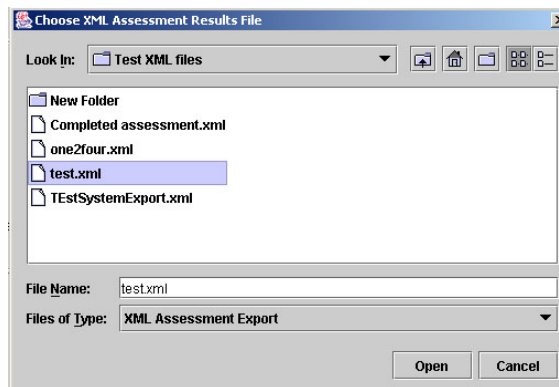 Choose XML Assessment Results File
Look In: Test XML files
New Folder
Completed assessment.xml
one2four.xml
test.xml
TEstSystemExport.xml
File Name: test.xml
Files of Type: XML Assessment Export
Open Cancel